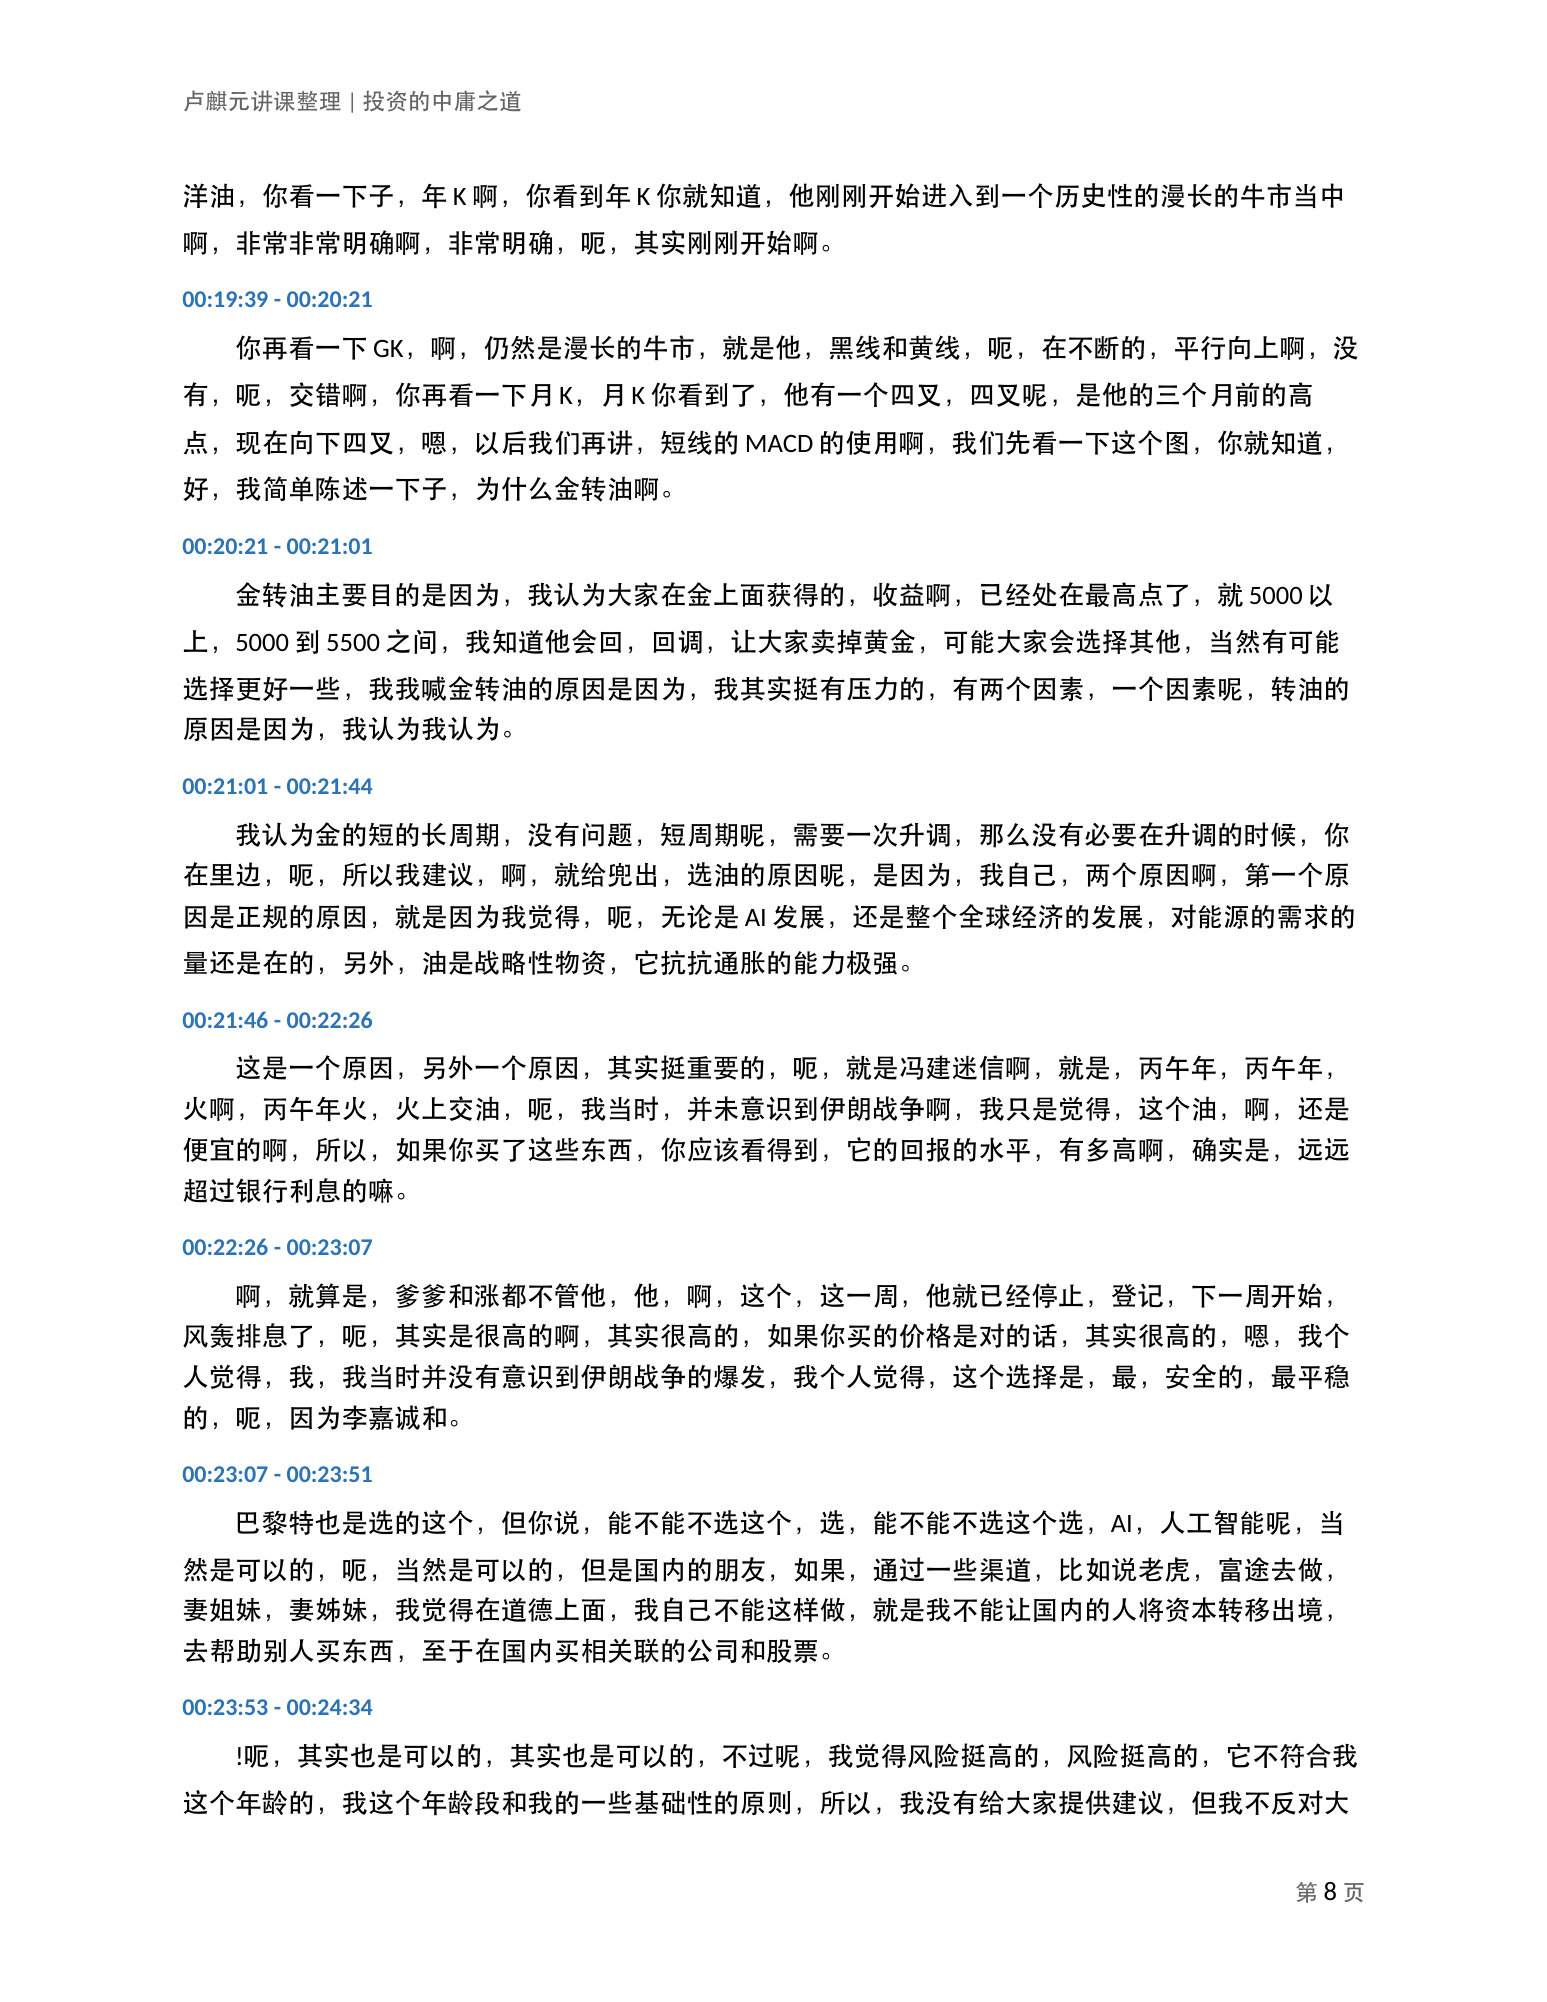 卢麒元讲课整理 | 投资的中庸之道
洋油，你看一下子，年 K 啊，你看到年 K 你就知道，他刚刚开始进入到一个历史性的漫长的牛市当中
啊，非常非常明确啊，非常明确，呃，其实刚刚开始啊。
00:19:39 - 00:20:21
你再看一下 GK，啊，仍然是漫长的牛市，就是他，黑线和黄线，呃，在不断的，平行向上啊，没
有，呃，交错啊，你再看一下月 K，月 K 你看到了，他有一个四叉，四叉呢，是他的三个月前的高
点，现在向下四叉，嗯，以后我们再讲，短线的 MACD 的使用啊，我们先看一下这个图，你就知道，
好，我简单陈述一下子，为什么金转油啊。
00:20:21 - 00:21:01
金转油主要目的是因为，我认为大家在金上面获得的，收益啊，已经处在最高点了，就 5000 以
上，5000 到 5500 之间，我知道他会回，回调，让大家卖掉黄金，可能大家会选择其他，当然有可能
选择更好一些，我我喊金转油的原因是因为，我其实挺有压力的，有两个因素，一个因素呢，转油的
原因是因为，我认为我认为。
00:21:01 - 00:21:44
我认为金的短的长周期，没有问题，短周期呢，需要一次升调，那么没有必要在升调的时候，你
在里边，呃，所以我建议，啊，就给兜出，选油的原因呢，是因为，我自己，两个原因啊，第一个原
因是正规的原因，就是因为我觉得，呃，无论是 AI 发展，还是整个全球经济的发展，对能源的需求的
量还是在的，另外，油是战略性物资，它抗抗通胀的能力极强。
00:21:46 - 00:22:26
这是一个原因，另外一个原因，其实挺重要的，呃，就是冯建迷信啊，就是，丙午年，丙午年，
火啊，丙午年火，火上交油，呃，我当时，并未意识到伊朗战争啊，我只是觉得，这个油，啊，还是
便宜的啊，所以，如果你买了这些东西，你应该看得到，它的回报的水平，有多高啊，确实是，远远
超过银行利息的嘛。
00:22:26 - 00:23:07
啊，就算是，爹爹和涨都不管他，他，啊，这个，这一周，他就已经停止，登记，下一周开始，
风轰排息了，呃，其实是很高的啊，其实很高的，如果你买的价格是对的话，其实很高的，嗯，我个
人觉得，我，我当时并没有意识到伊朗战争的爆发，我个人觉得，这个选择是，最，安全的，最平稳
的，呃，因为李嘉诚和。
00:23:07 - 00:23:51
巴黎特也是选的这个，但你说，能不能不选这个，选，能不能不选这个选，AI，人工智能呢，当
然是可以的，呃，当然是可以的，但是国内的朋友，如果，通过一些渠道，比如说老虎，富途去做，
妻姐妹，妻姊妹，我觉得在道德上面，我自己不能这样做，就是我不能让国内的人将资本转移出境，
去帮助别人买东西，至于在国内买相关联的公司和股票。
00:23:53 - 00:24:34
!呃，其实也是可以的，其实也是可以的，不过呢，我觉得风险挺高的，风险挺高的，它不符合我
这个年龄的，我这个年龄段和我的一些基础性的原则，所以，我没有给大家提供建议，但我不反对大
第 8 页